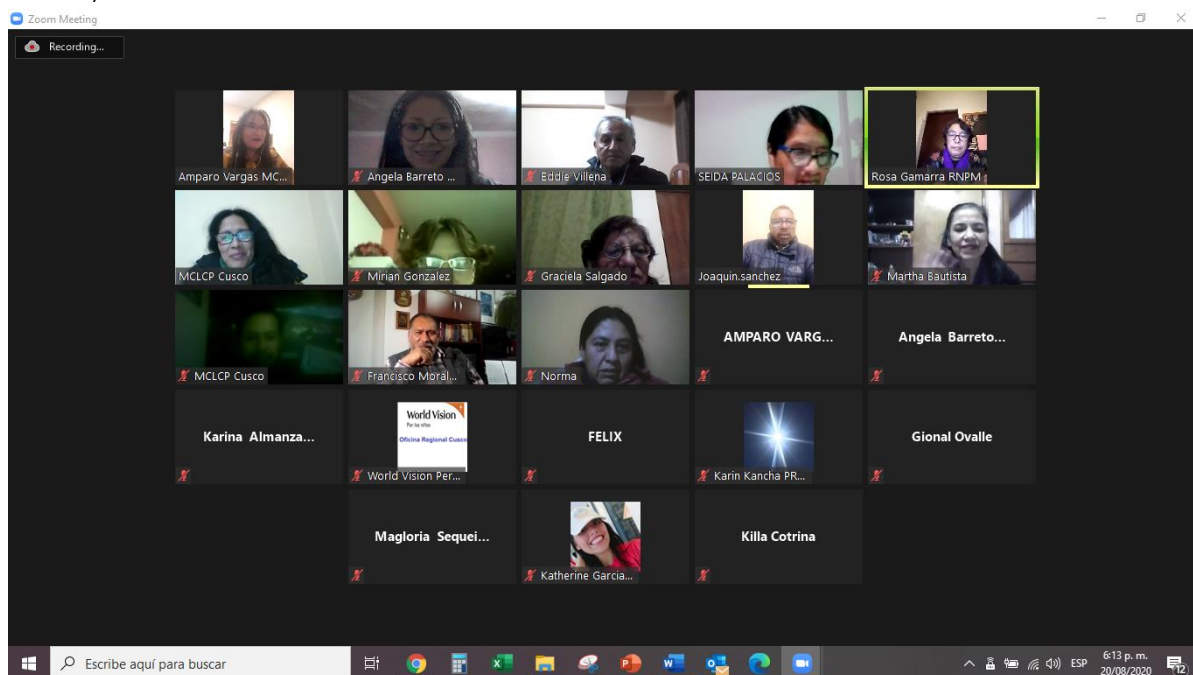 Zoom Meeting
Recording...
Amparo Vargas MC...
Angela Barreto ...
Eddie Villena
SEIDA PALACIOS
Rosa Gamarra RNPM
MCLCP Cusco
Mirian Gonzalez
Graciela Salgado
Joaquin.sanchez
Martha Bautista
MCLCP Cusco
Francisco Moral...
Norma
AMPARO VARG...
Angela Barreto...
Karina Almanza...
World Vision
Por los niños
Oficina Regional Cusco
World Vision Per...
FELIX
Karin Kancha PR...
Gional Ovalle
Magloria Sequei...
Katherine Garcia...
Killa Cotrina
Escribe aquí para buscar
ESP
6:13 p. m.
20/08/2020
12